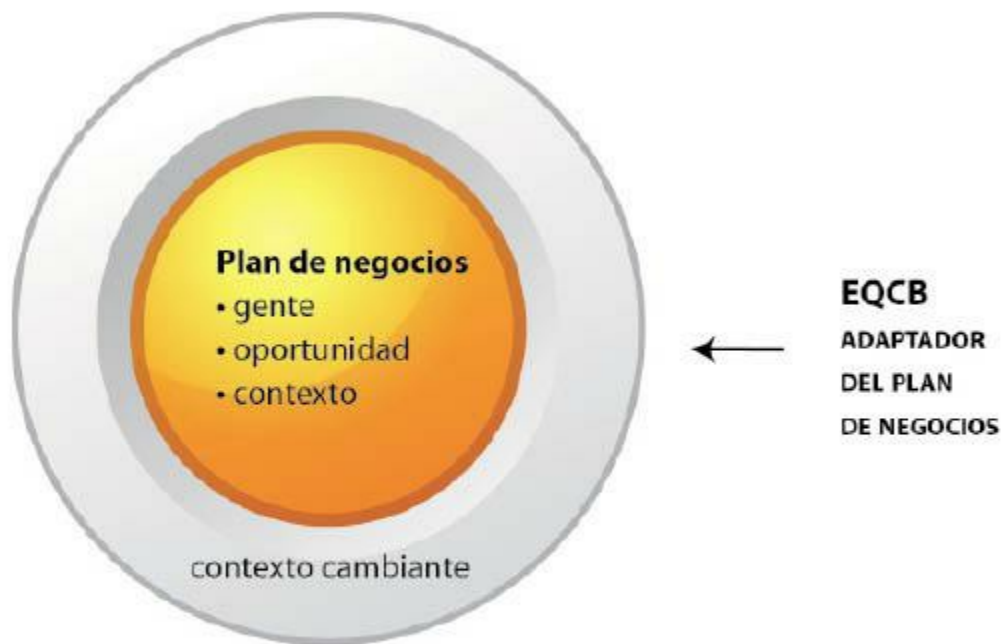 Plan de negocios
• gente
• oportunidad
• contexto
contexto cambiante
EQCB
ADAPTADOR
DEL PLAN
DE NEGOCIOS